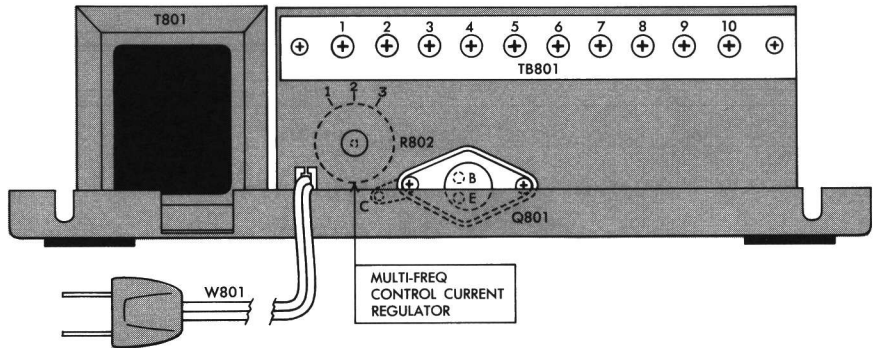 T801
1 2 3 4 5 6 7 8 9 10
TB801
1 2 3
R802
B
C E
Q801
W801
MULTI-FREQ
CONTROL CURRENT
REGULATOR